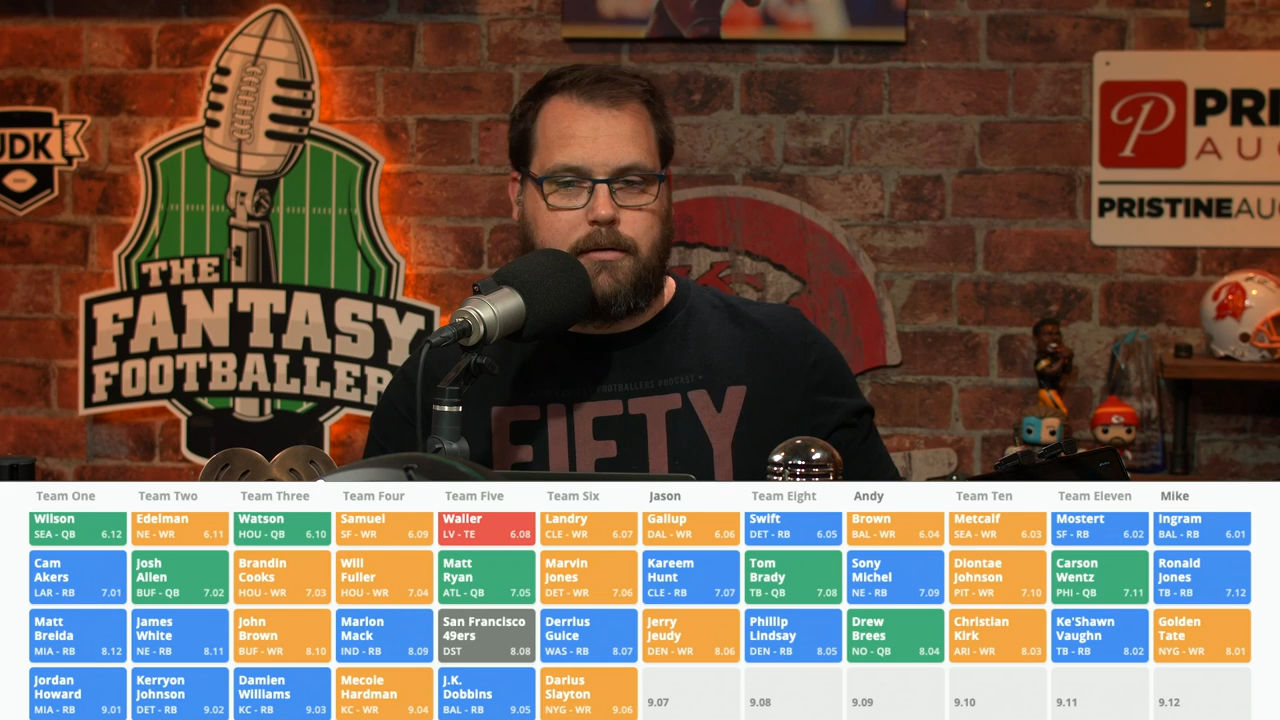 UDK
THE
FANTASY
FOOTBALLER
PRI
AUC
PRISTINEAU
KC
FOOTBALLERS PODCAST
FIFTY
Team One Team Two Team Three Team Four Team Five Team Six Jason Team Eight Andy Team Ten Team Eleven Mike
Wilson Edelman Watson Samuel Waller Landry Gallup Swift Brown Metcalf Mostert Ingram
SEA - QB 6.12 NE - WR 6.11 HOU - QB 6.10 SF - WR 6.09 LV - TE 6.08 CLE - WR 6.07 DAL - WR 6.06 DET - RB 6.05 BAL - WR 6.04 SEA - WR 6.03 SF - RB 6.02 BAL - RB 6.01
Cam Josh Brandin Will Matt Marvin Kareem Tom Sony Diontae Carson Ronald
Akers Allen Cooks Fuller Ryan Jones Hunt Brady Michel Johnson Wentz Jones
LAR - RB 7.01 BUF - QB 7.02 HOU - WR 7.03 HOU - WR 7.04 ATL - QB 7.05 DET - WR 7.06 CLE - RB 7.07 TB - QB 7.08 NE - RB 7.09 PIT - WR 7.10 PHI - QB 7.11 TB - RB 7.12
Matt James John Marlon San Francisco Derrius Jerry Phillip Drew Christian Ke'Shawn Golden
Breida White Brown Mack 49ers Guice Jeudy Lindsay Brees Kirk Vaughn Tate
MIA - RB 8.12 NE - RB 8.11 BUF - WR 8.10 IND - RB 8.09 DST 8.08 WAS - RB 8.07 DEN - WR 8.06 DEN - RB 8.05 NO - QB 8.04 ARI - WR 8.03 TB - RB 8.02 NYG - WR 8.01
Jordan Kerryon Damien Mecole J.K. Darius
Howard Johnson Williams Hardman Dobbins Slayton 9.07 9.08 9.09 9.10 9.11 9.12
MIA - RB 9.01 DET - RB 9.02 KC - RB 9.03 KC - WR 9.04 BAL - RB 9.05 NYG - WR 9.06